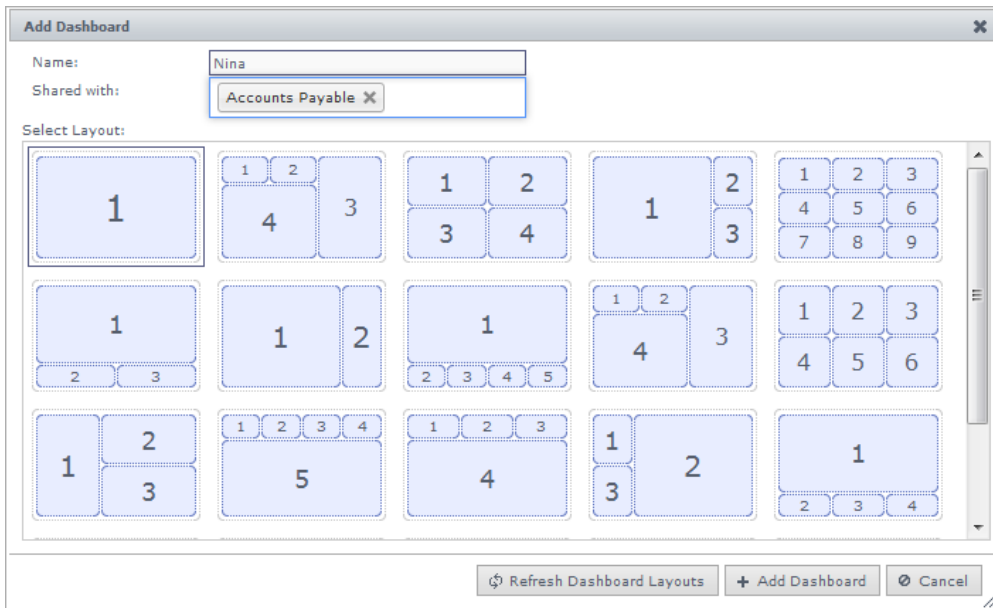 Add Dashboard
Name: Nina
Shared with: Accounts Payable
Select Layout:
1 1 2 3 4 1 2 3 4 1 2 3 1 2 3 4 5 6 7 8 9
1 2 3 1 2 1 2 3 4 5 1 2 3 4 1 2 3 4 5 6
1 2 3 1 2 3 4 5 1 2 3 4 1 2 3 1 2 3 4
Refresh Dashboard Layouts + Add Dashboard Cancel